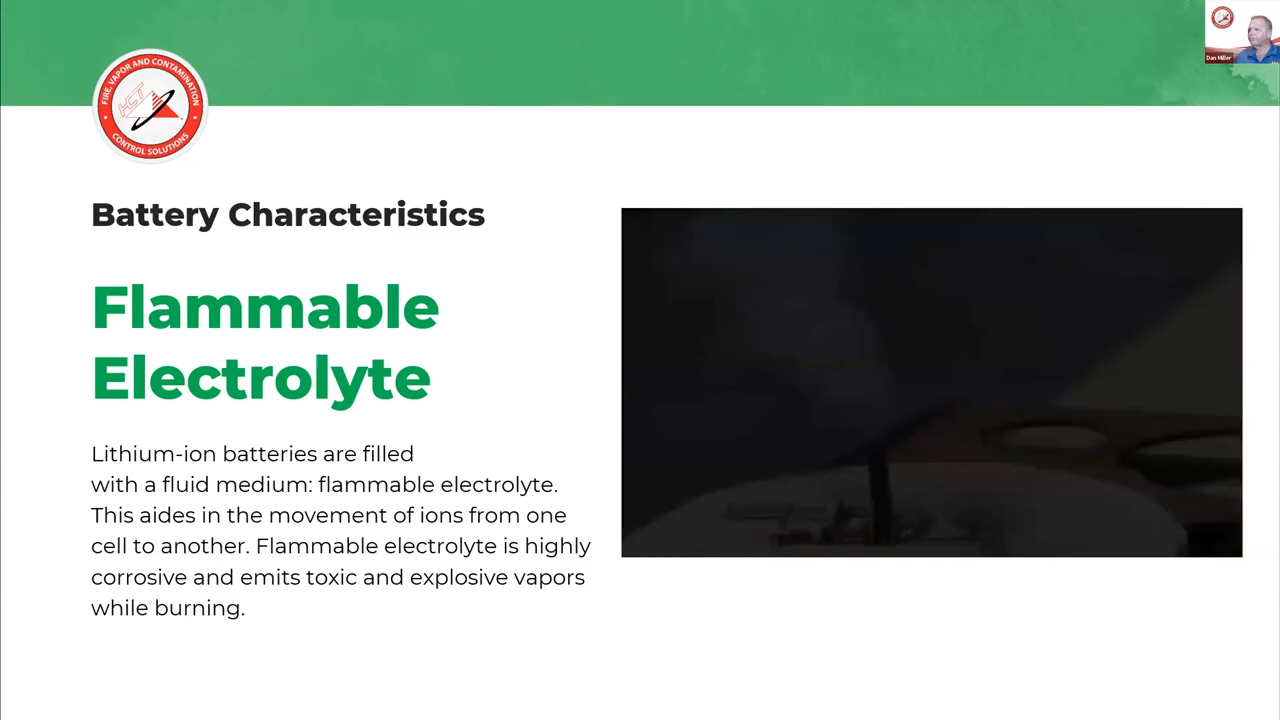 Dan Miller
FIRE, VAPOR AND CONTAMINATION
HCT
CONTROL SOLUTIONS
Battery Characteristics
Flammable
Electrolyte
Lithium-ion batteries are filled
with a fluid medium: flammable electrolyte.
This aides in the movement of ions from one
cell to another. Flammable electrolyte is highly
corrosive and emits toxic and explosive vapors
while burning.